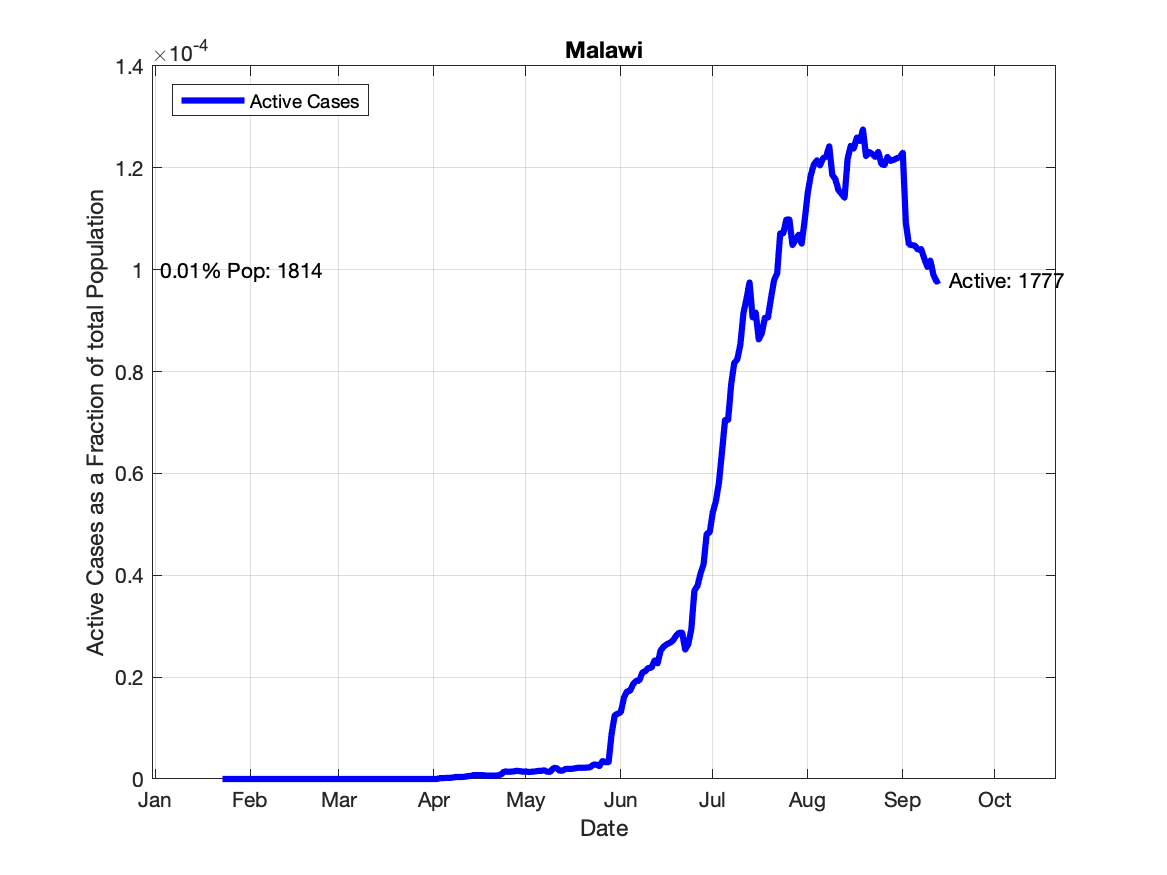 Malawi
×10-4
1.4
1.2
1
0.8
0.6
0.4
0.2
0
Active Cases
0.01% Pop: 1814
Active: 1777
Active Cases as a Fraction of total Population
Jan Feb Mar Apr May Jun Jul Aug Sep Oct
Date